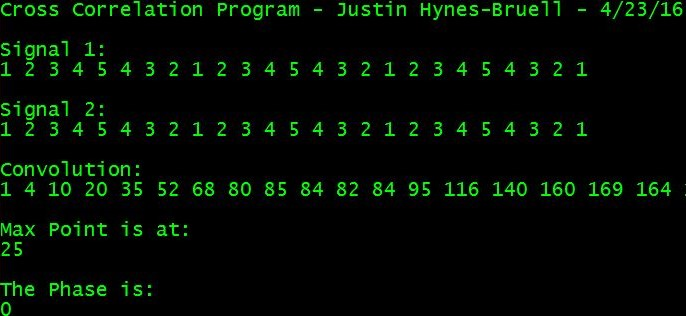 Cross Correlation Program - Justin Hynes-Bruell - 4/23/16
Signal 1:
1 2 3 4 5 4 3 2 1 2 3 4 5 4 3 2 1 2 3 4 5 4 3 2 1
Signal 2:
1 2 3 4 5 4 3 2 1 2 3 4 5 4 3 2 1 2 3 4 5 4 3 2 1
Convolution:
1 4 10 20 35 52 68 80 85 84 82 84 95 116 140 160 169 164
Max Point is at:
25
The Phase is:
0